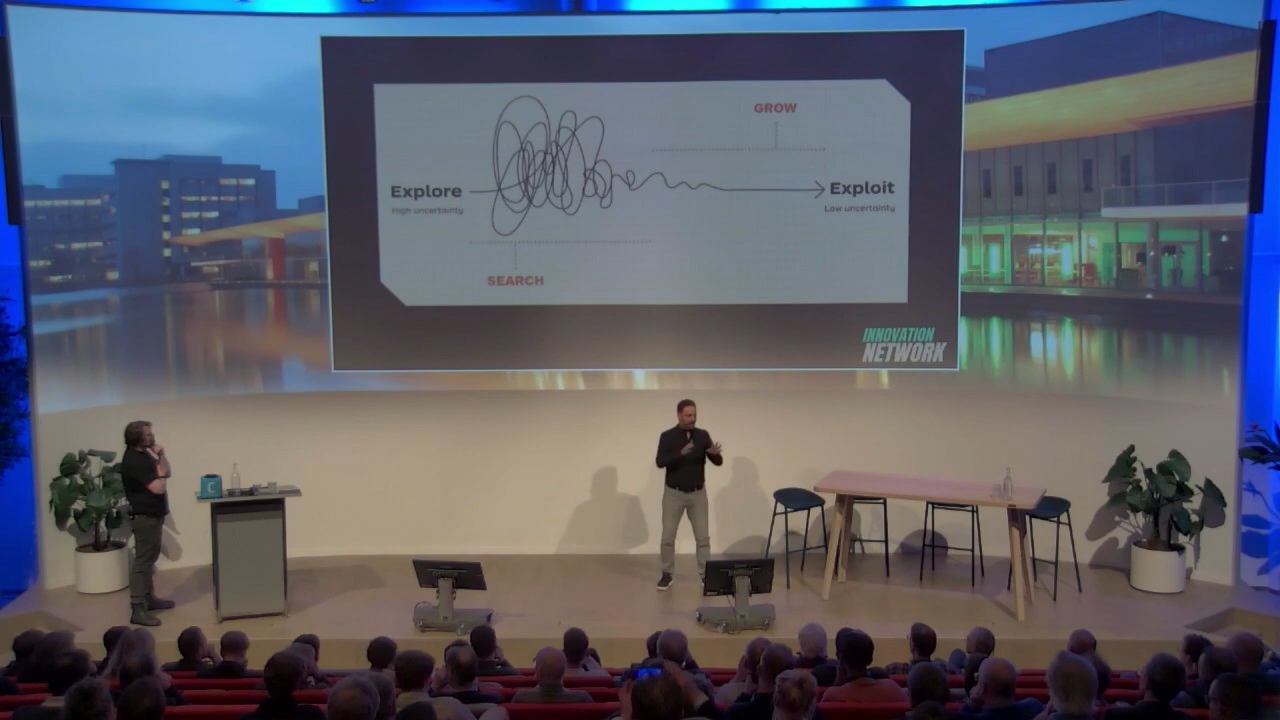 GROW
Explore
High uncertainty
Exploit
Low uncertainty
SEARCH
INNOVATION
NETWORK